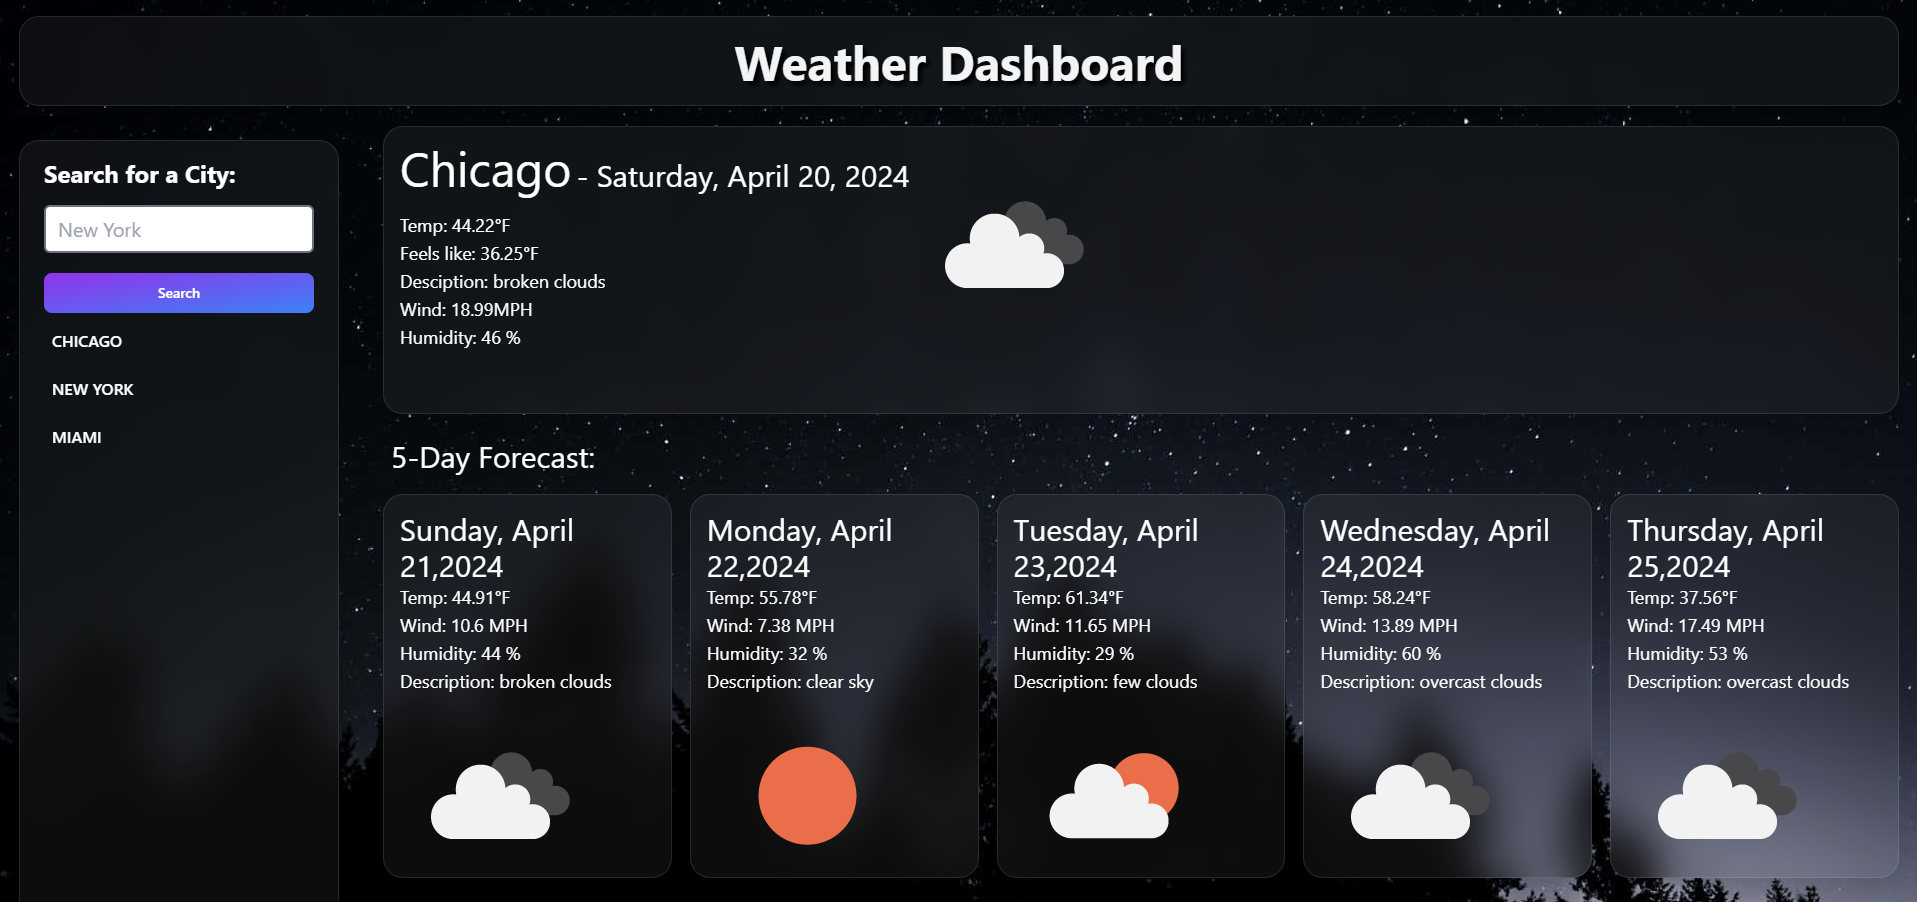 Weather Dashboard
Search for a City:
New York
Search
CHICAGO
NEW YORK
MIAMI
Chicago - Saturday, April 20, 2024
Temp: 44.22°F
Feels like: 36.25°F
Desciption: broken clouds
Wind: 18.99MPH
Humidity: 46 %
5-Day Forecast:
Sunday, April
21,2024
Temp: 44.91°F
Wind: 10.6 MPH
Humidity: 44 %
Description: broken clouds
Monday, April
22,2024
Temp: 55.78°F
Wind: 7.38 MPH
Humidity: 32 %
Description: clear sky
Tuesday, April
23,2024
Temp: 61.34°F
Wind: 11.65 MPH
Humidity: 29 %
Description: few clouds
Wednesday, April
24,2024
Temp: 58.24°F
Wind: 13.89 MPH
Humidity: 60 %
Description: overcast clouds
Thursday, April
25,2024
Temp: 37.56°F
Wind: 17.49 MPH
Humidity: 53 %
Description: overcast clouds